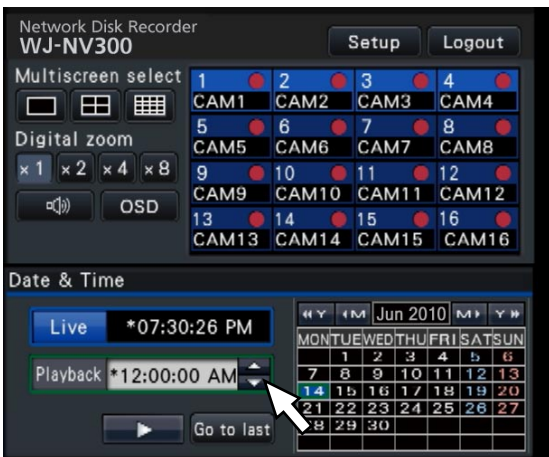 Network Disk Recorder
WJ-NV300
Setup
Logout
Multiscreen select
1 2 3 4
CAM1 CAM2 CAM3 CAM4
5 6 7 8
CAM5 CAM6 CAM7 CAM8
Digital zoom
×1 ×2 ×4 ×8
9 10 11 12
CAM9 CAM10 CAM11 CAM12
OSD
13 14 15 16
CAM13 CAM14 CAM15 CAM16
Date & Time
Live *07:30:26 PM
Playback *12:00:00 AM
Go to last
Y M Jun 2010 M Y
MON TUE WED THU FRI SAT SUN
1 2 3 4 5 6
7 8 9 10 11 12 13
14 15 16 17 18 19 20
21 22 23 24 25 26 27
28 29 30